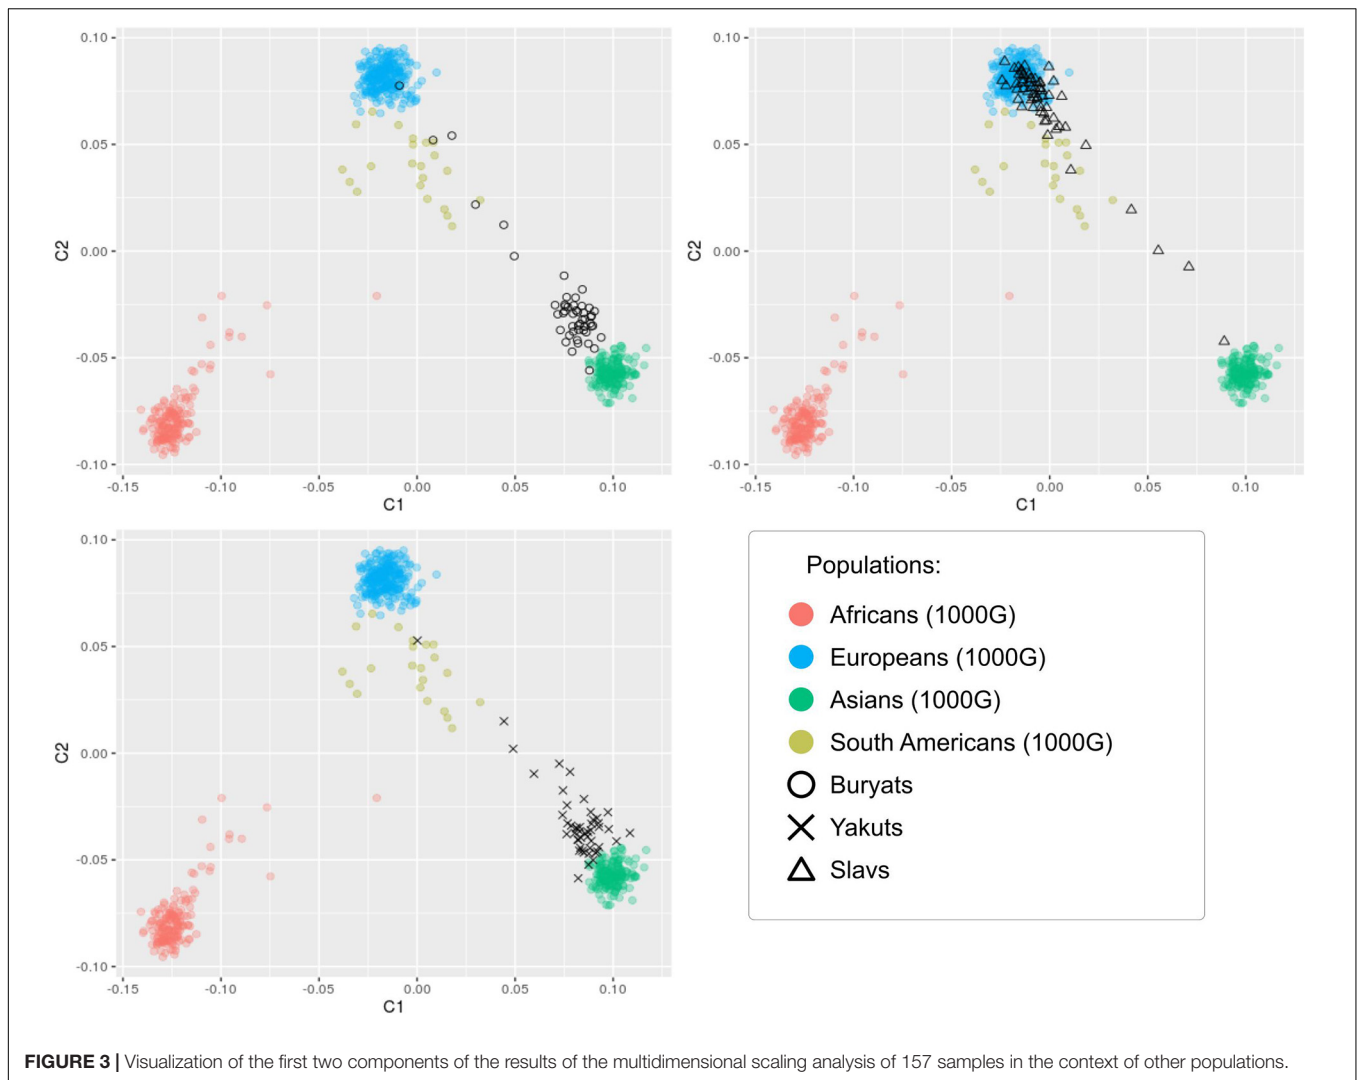 0.10
0.05
0.00
-0.05
-0.10
C2
-0.15 -0.10 -0.05 0.00 0.05 0.10
C1
0.10
0.05
0.00
-0.05
-0.10
C2
-0.15 -0.10 -0.05 0.00 0.05 0.10
C1
0.10
0.05
0.00
-0.05
-0.10
C2
-0.15 -0.10 -0.05 0.00 0.05 0.10
C1
Populations:
Africans (1000G)
Europeans (1000G)
Asians (1000G)
South Americans (1000G)
Buryats
Yakuts
Slavs
FIGURE 3 | Visualization of the first two components of the results of the multidimensional scaling analysis of 157 samples in the context of other populations.